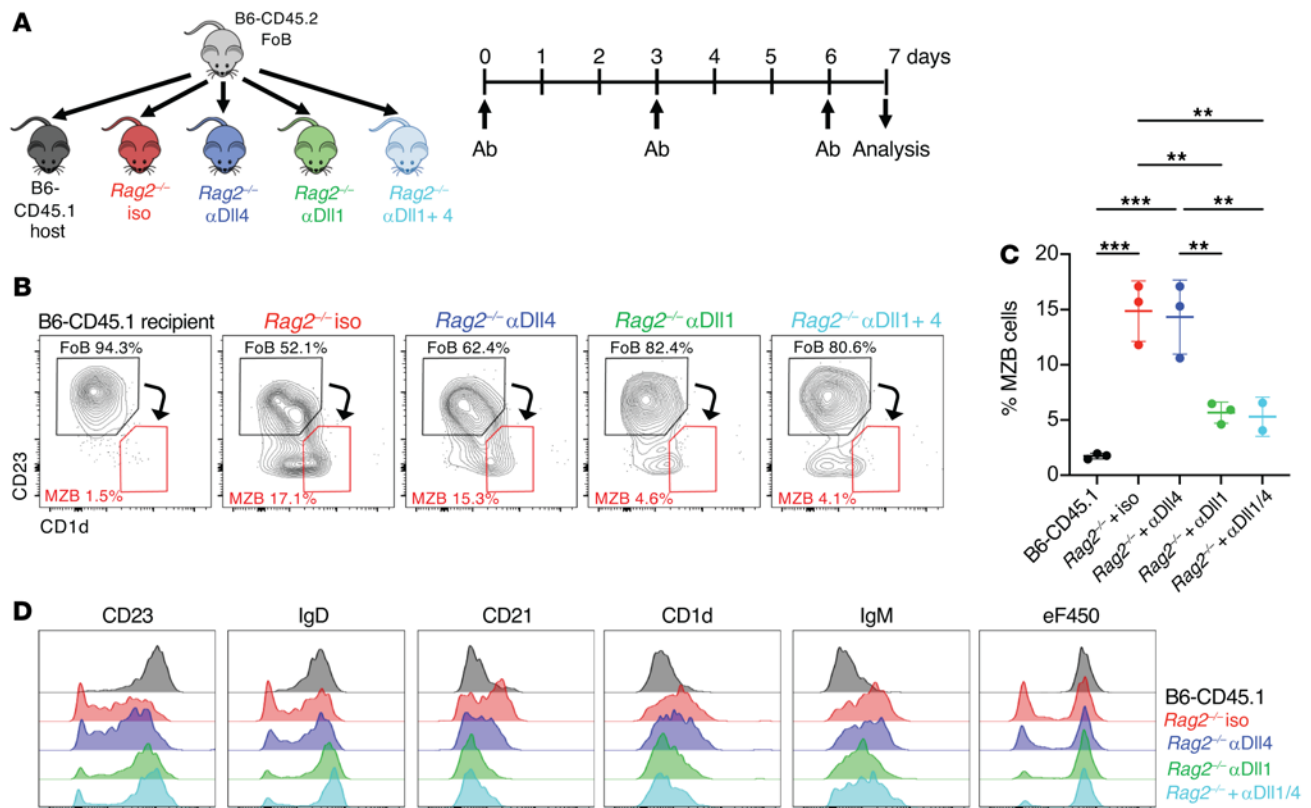 A
B6-CD45.2
FoB
B6-
CD45.1
host
Rag2–/–
iso
Rag2–/–
αDll4
Rag2–/–
αDll1
Rag2–/–
αDll1+ 4
0 1 2 3 4 5 6 7 days
Ab Ab Ab Analysis
B
B6-CD45.1 recipient Rag2–/– iso Rag2–/– αDll4 Rag2–/– αDll1 Rag2–/– αDll1+ 4
FoB 94.3% FoB 52.1% FoB 62.4% FoB 82.4% FoB 80.6%
MZB 1.5% MZB 17.1% MZB 15.3% MZB 4.6% MZB 4.1%
CD23
CD1d
C
**
**
*** **
*** **
% MZB cells
20
15
10
5
0
B6-CD45.1
Rag2–/– +iso
Rag2–/– + αDll4
Rag2–/– + αDll1
Rag2–/– + αDll1/4
D
CD23 IgD CD21 CD1d IgM eF450
B6-CD45.1
Rag2–/– iso
Rag2–/– αDll4
Rag2–/– αDll1
Rag2–/– + αDll1/4